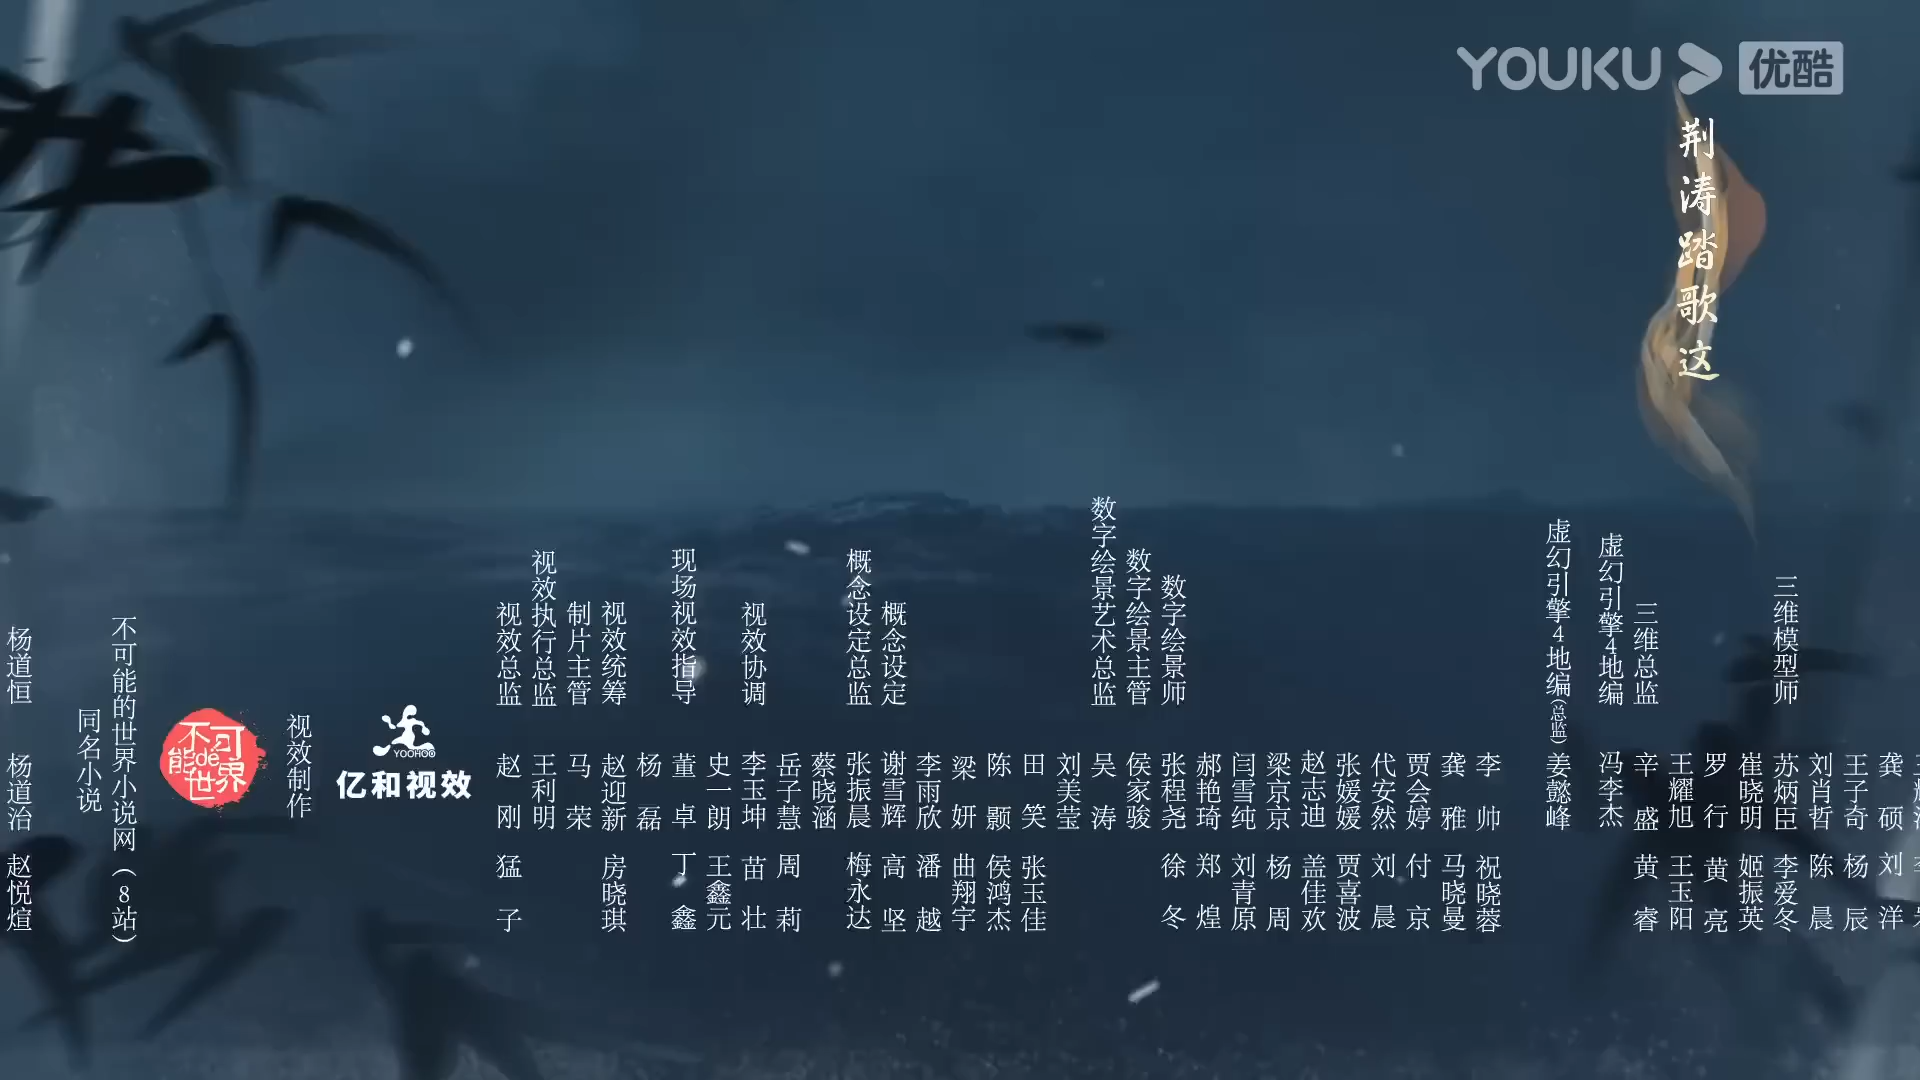 YOUKU 优酷
荆涛踏歌这
杨道恒 杨道治 赵悦煊
同名小说
不可能的世界小说网（8站）
不可能de世界
视效制作
YOOHOO
亿和视效
视效总监 赵刚 猛子
视效执行总监 王利明
制片主管 马荣
视效统筹 赵迎新 房晓琪
杨磊
现场视效指导 董卓 丁鑫
史一朗 王鑫元
视效协调 李玉坤 苗壮
岳子慧 周莉
蔡晓涵
概念设定总监 张振晨 梅永达
概念设定 谢雪辉 高坚
李雨欣 潘越
梁妍 曲翔宇
陈颢 侯鸿杰
田笑 张玉佳
刘美莹
数字绘景艺术总监 吴涛
数字绘景主管 侯家骏
数字绘景师 张程尧 徐冬
郝艳琦 郑煌
闫雪纯 刘青原
梁京京 杨周
赵志迪 盖佳欢
张媛媛 贾喜波
代安然 刘晨
贾会婷 付京
龚雅 马晓曼
李帅 祝晓蓉
虚幻引擎4地编（总监） 姜懿峰
虚幻引擎4地编 冯李杰
三维总监 辛盛 黄睿
王耀旭 王玉阳
罗行 黄亮
崔晓明 姬振英
三维模型师 苏炳臣 李爱冬
刘肖哲 陈晨
王子奇 杨辰
龚硕 刘洋